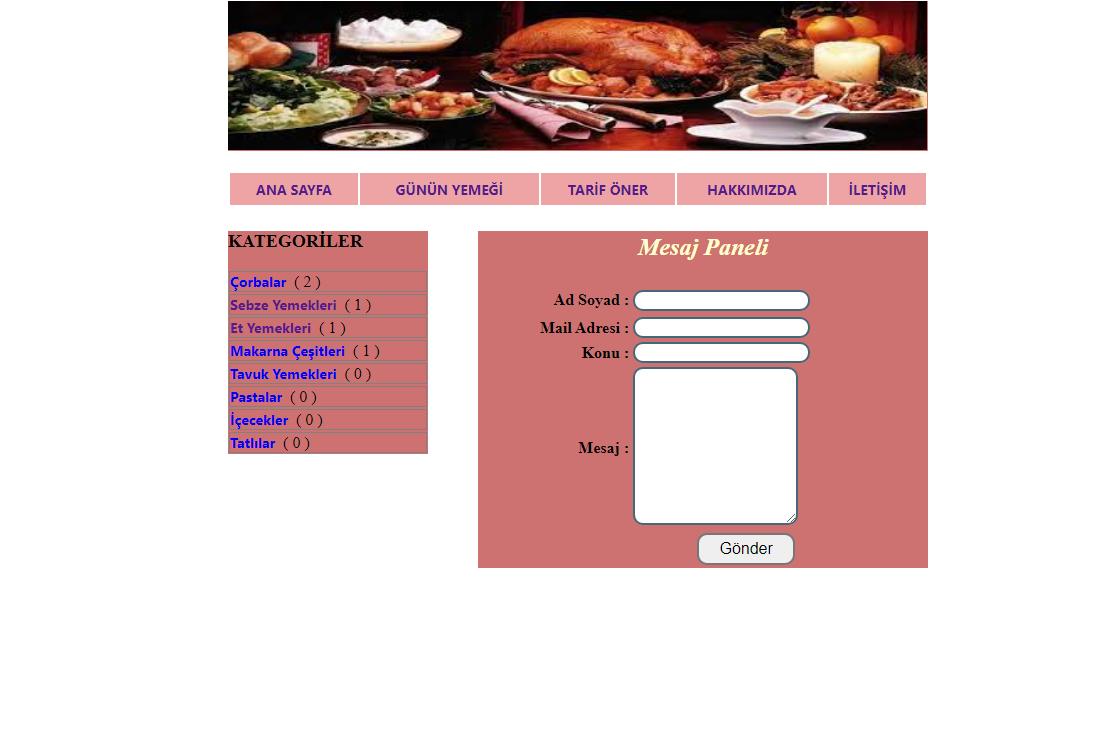 ANA SAYFA GÜNÜN YEMEĞİ TARİF ÖNER HAKKIMIZDA İLETİŞİM
KATEGORİLER
Çorbalar ( 2 )
Sebze Yemekleri ( 1 )
Et Yemekleri ( 1 )
Makarna Çeşitleri ( 1 )
Tavuk Yemekleri ( 0 )
Pastalar ( 0 )
İçecekler ( 0 )
Tatlılar ( 0 )
Mesaj Paneli
Ad Soyad :
Mail Adresi :
Konu :
Mesaj :
Gönder